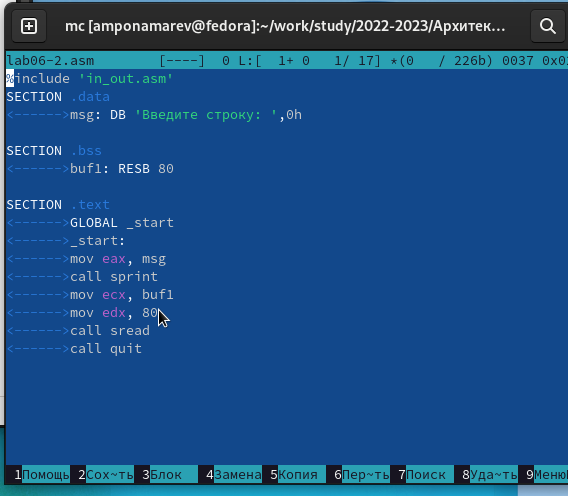 mc [amponamarev@fedora]:~/work/study/2022-2023/Архитек...
lab06-2.asm [----] 0 L:[ 1+ 0 1/ 17] *(0 / 226b) 0037 0x0
%include 'in_out.asm'
SECTION .data
<------>msg: DB 'Введите строку: ',0h
SECTION .bss
<------>buf1: RESB 80
SECTION .text
<------>GLOBAL _start
<------>_start:
<------>mov eax, msg
<------>call sprint
<------>mov ecx, buf1
<------>mov edx, 80
<------>call sread
<------>call quit
1Помощь 2Сох~ть 3Блок 4Замена 5Копия 6Пер~ть 7Поиск 8Уда~ть 9Меню